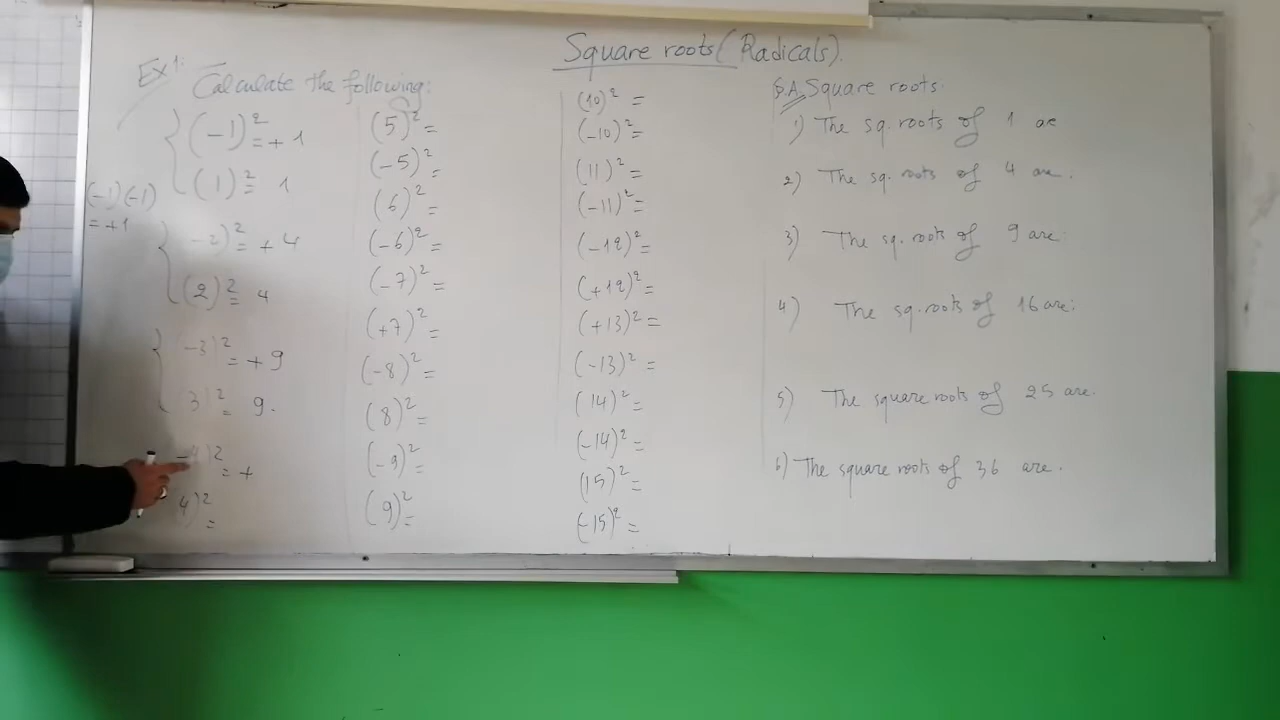 Square roots (Radicals).
Ex1: Calculate the following:
(-1)² = + 1
(1)² = 1
(-1)(-1)
= +1
-2)² = + 4
(2)² = 4
-3)² = + 9
3)² = 9.
-4)² = +
4)² =
(5)² =
(-5)² =
(6)² =
(-6)² =
(-7)² =
(+7)² =
(-8)² =
(8)² =
(-9)² =
(9)² =
(10)² =
(-10)² =
(11)² =
(-11)² =
(-12)² =
(+12)² =
(+13)² =
(-13)² =
(14)² =
(-14)² =
(15)² =
(-15)² =
Square roots.
1) The sq. roots of 1 are
2) The sq. roots of 4 are.
3) The sq. roots of 9 are:
4) The sq. roots of 16 are:
5) The square roots of 25 are.
6) The square roots of 36 are.